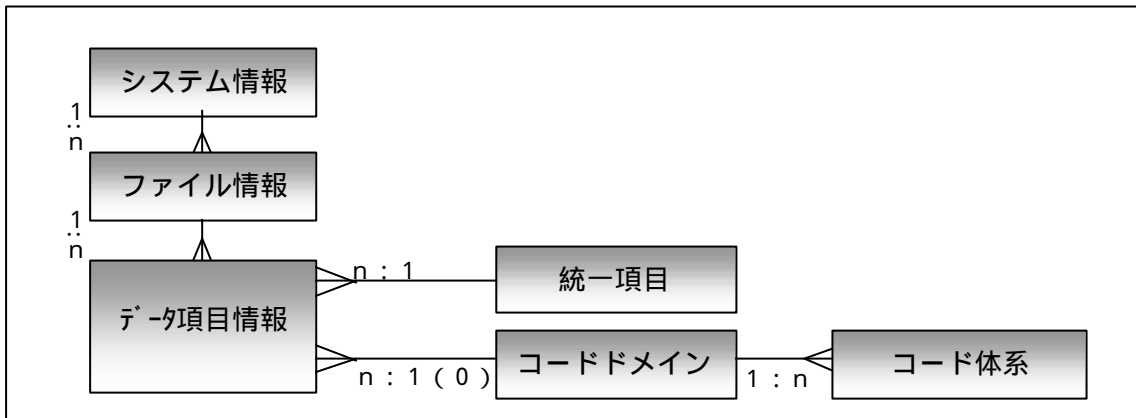 システム情報
1:n
ファイル情報
1:n
データ項目情報
n:1
統一項目
n:1(0)
コードドメイン
1:n
コード体系